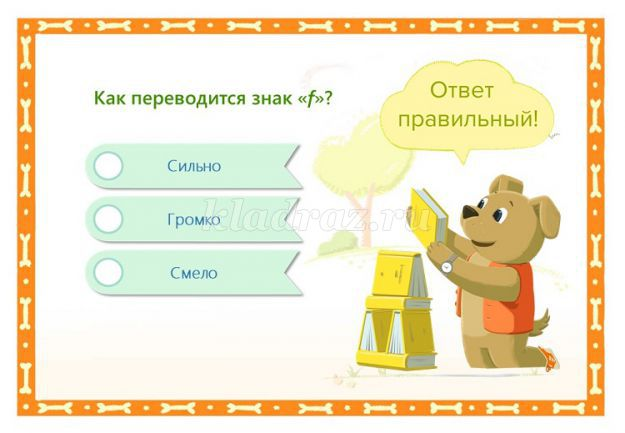 Как переводится знак «f»?
Ответ
правильный!
Сильно
Громко
Смело
kladraz.ru